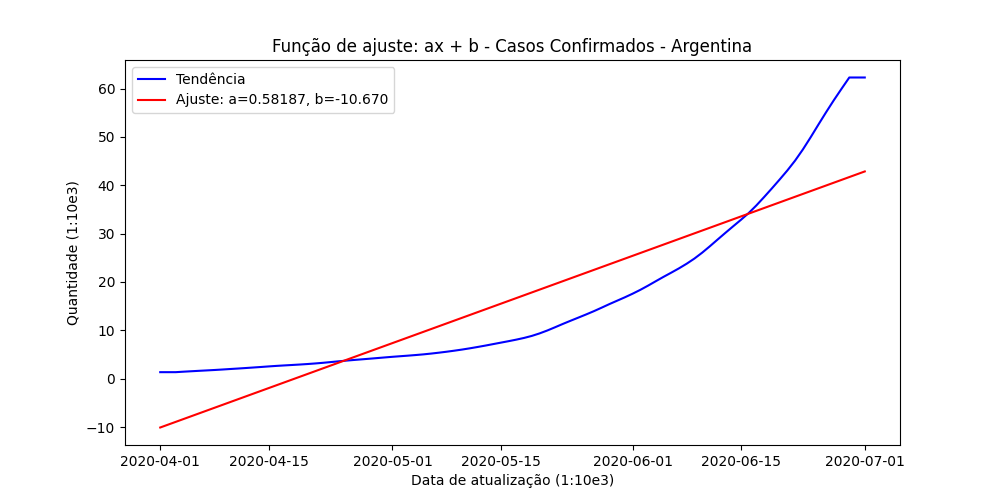 Função de ajuste: ax + b - Casos Confirmados - Argentina
Tendência
Ajuste: a=0.58187, b=-10.670
60
50
40
30
20
10
0
−10
Quantidade (1:10e3)
2020-04-01 2020-04-15 2020-05-01 2020-05-15 2020-06-01 2020-06-15 2020-07-01
Data de atualização (1:10e3)